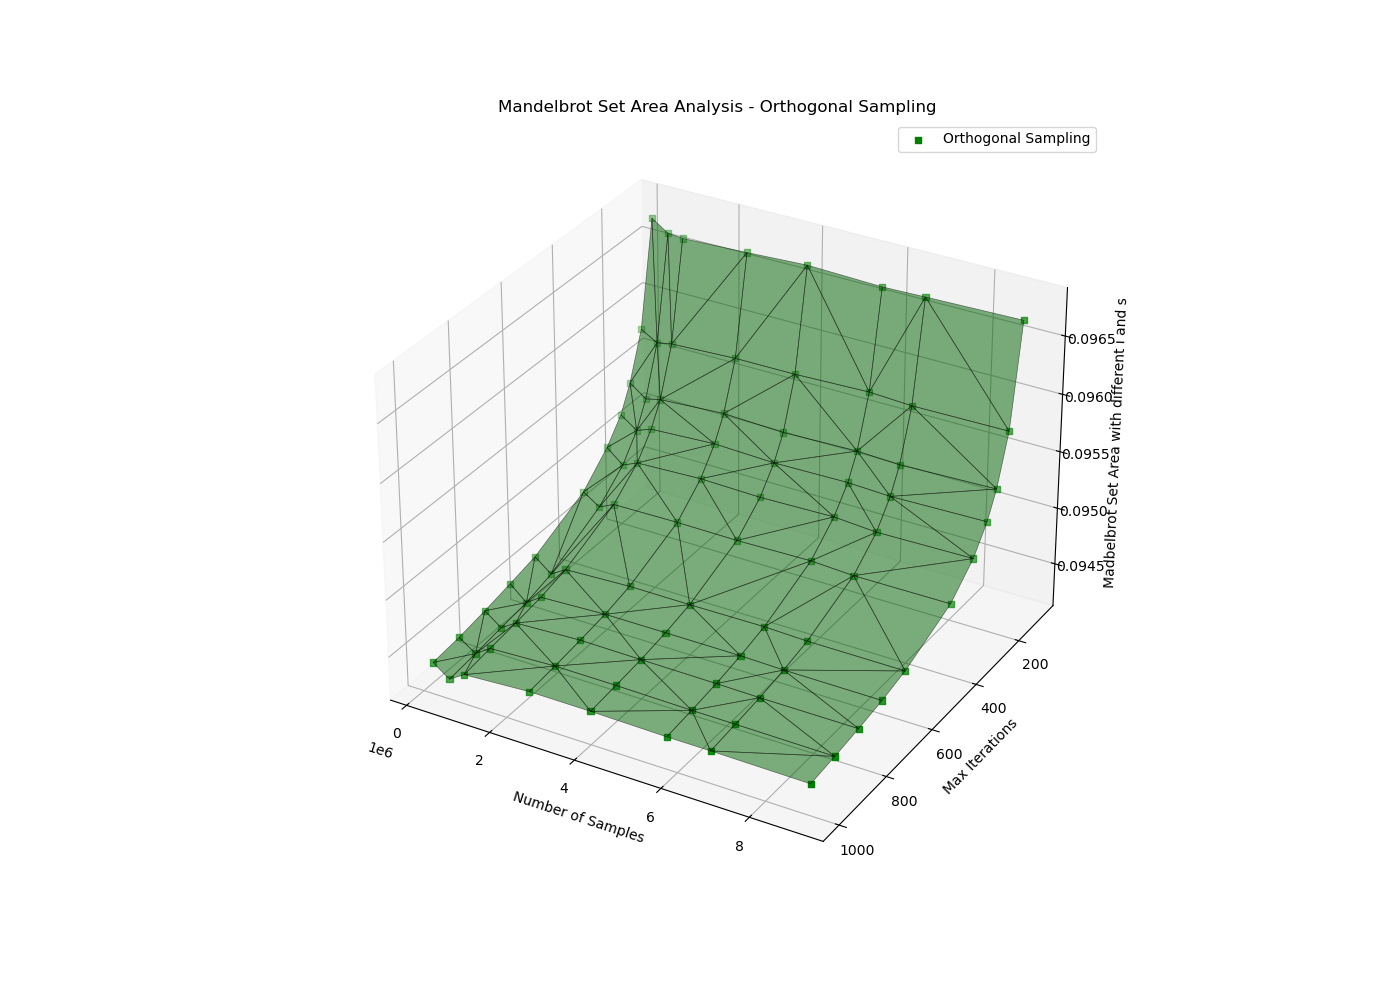 Mandelbrot Set Area Analysis - Orthogonal Sampling
Orthogonal Sampling
0.0965
0.0960
0.0955
0.0950
0.0945
Madbelbrot Set Area with different i and s
200
400
600
800
1000
Max Iterations
0
2
4
6
8
1e6
Number of Samples